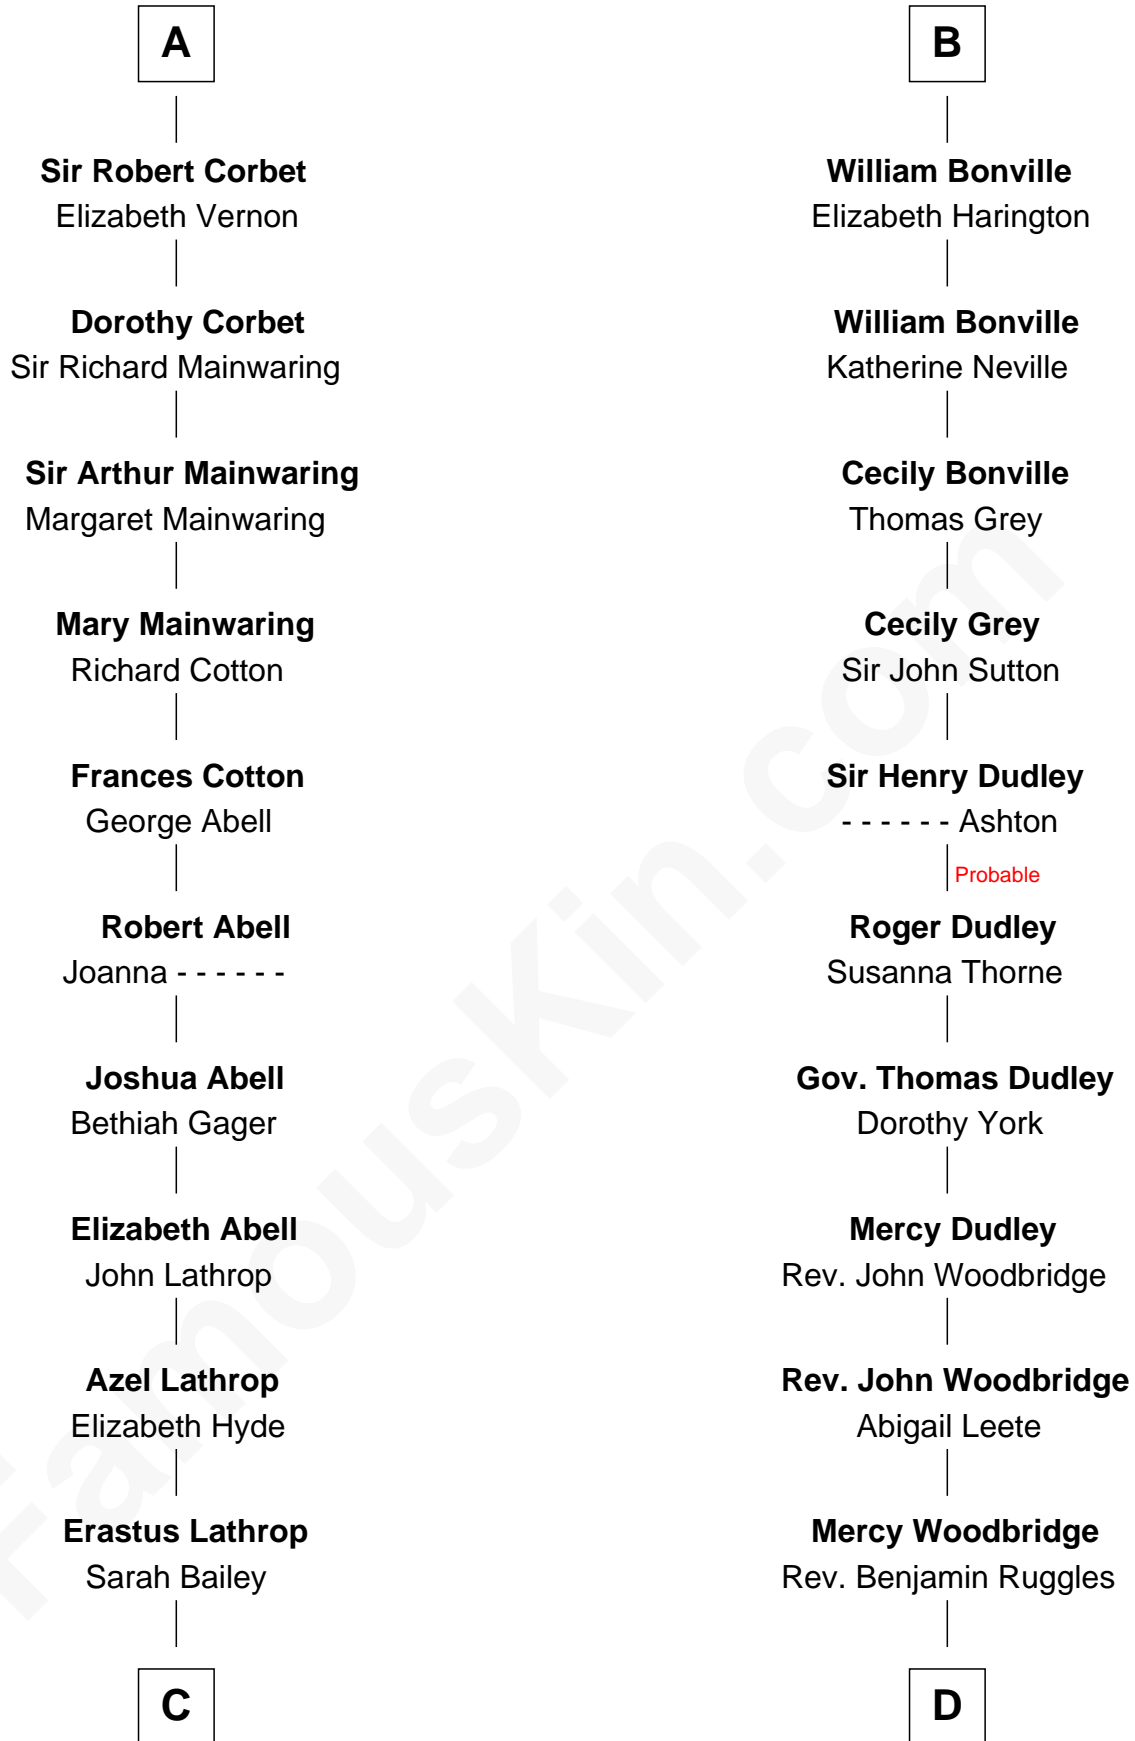 A
Sir Robert Corbet
Elizabeth Vernon
Dorothy Corbet
Sir Richard Mainwaring
Sir Arthur Mainwaring
Margaret Mainwaring
Mary Mainwaring
Richard Cotton
Frances Cotton
George Abell
Robert Abell
Joanna - - - - - -
Joshua Abell
Bethiah Gager
Elizabeth Abell
John Lathrop
Azel Lathrop
Elizabeth Hyde
Erastus Lathrop
Sarah Bailey
C
B
William Bonville
Elizabeth Harington
William Bonville
Katherine Neville
Cecily Bonville
Thomas Grey
Cecily Grey
Sir John Sutton
Sir Henry Dudley
- - - - - - Ashton
Probable
Roger Dudley
Susanna Thorne
Gov. Thomas Dudley
Dorothy York
Mercy Dudley
Rev. John Woodbridge
Rev. John Woodbridge
Abigail Leete
Mercy Woodbridge
Rev. Benjamin Ruggles
D
FamousKin.com